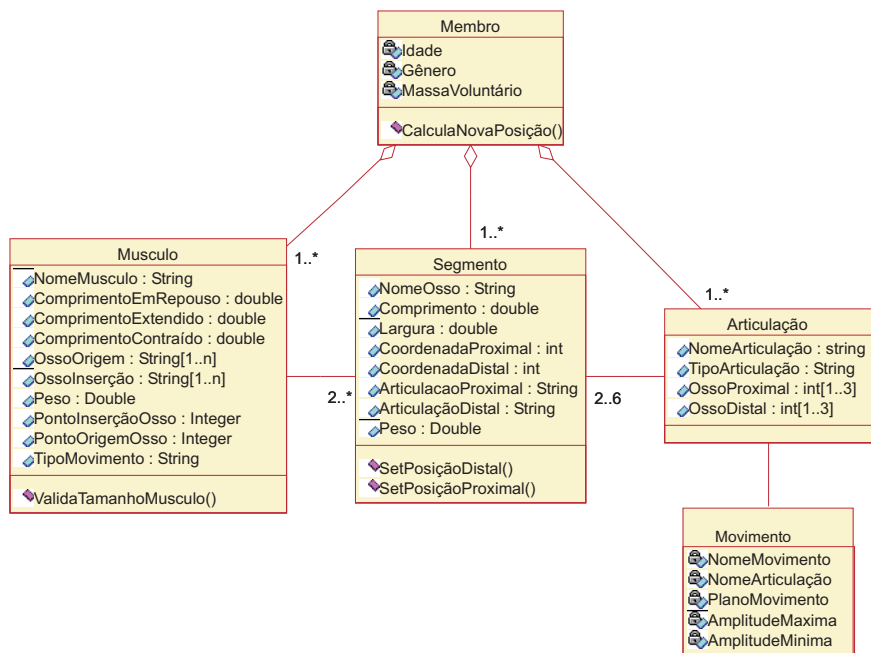 Membro
Idade
Gênero
MassaVoluntário
CalculaNovaPosição()
1..*
1..*
1..*
Musculo
NomeMusculo : String
ComprimentoEmRepouso : double
ComprimentoExtendido : double
ComprimentoContraído : double
OssoOrigem : String[1..n]
OssoInserção : String[1..n]
Peso : Double
PontoInserçãoOsso : Integer
PontoOrigemOsso : Integer
TipoMovimento : String
ValidaTamanhoMusculo()
2..*
Segmento
NomeOsso : String
Comprimento : double
Largura : double
CoordenadaProximal : int
CoordenadaDistal : int
ArticulacaoProximal : String
ArticulaçãoDistal : String
Peso : Double
SetPosiçãoDistal()
SetPosiçãoProximal()
2..6
Articulação
NomeArticulação : string
TipoArticulação : String
OssoProximal : int[1..3]
OssoDistal : int[1..3]
Movimento
NomeMovimento
NomeArticulação
PlanoMovimento
AmplitudeMaxima
AmplitudeMinima